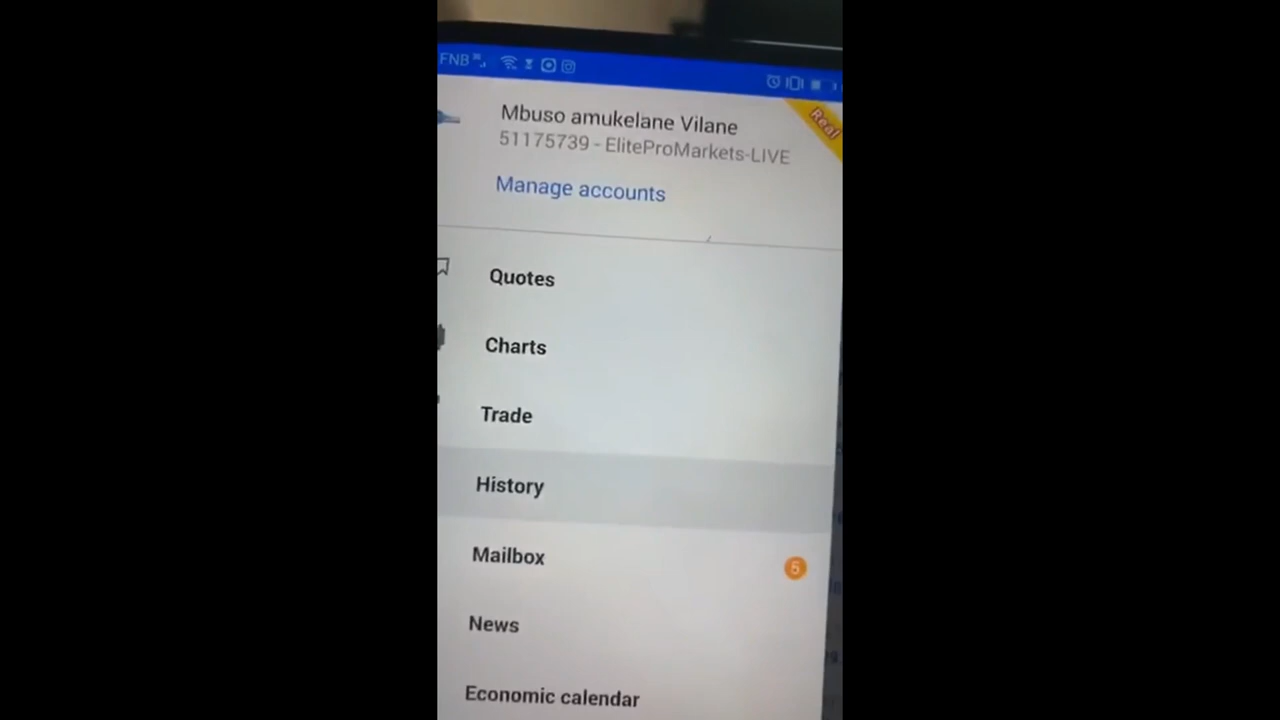 FNB
Real
Mbuso amukelane Vilane
51175739 - EliteProMarkets-LIVE
Manage accounts
Quotes
Charts
Trade
History
Mailbox
5
News
Economic calendar